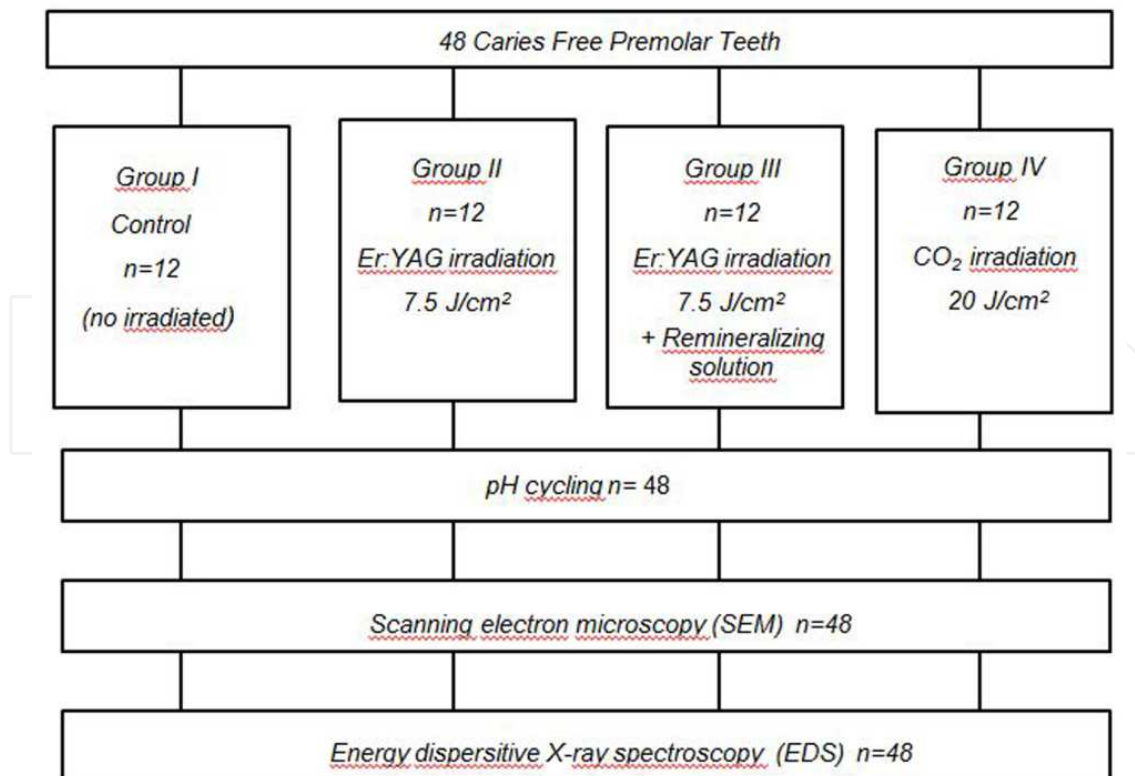 48 Caries Free Premolar Teeth
Group I
Control
n=12
(no irradiated)
Group II
n=12
Er:YAG irradiation
7.5 J/cm²
Group III
n=12
Er:YAG irradiation
7.5 J/cm²
+ Remineralizing
solution
Group IV
n=12
CO₂ irradiation
20 J/cm²
pH cycling n= 48
Scanning electron microscopy (SEM) n=48
Energy dispersitive X-ray spectroscopy (EDS) n=48